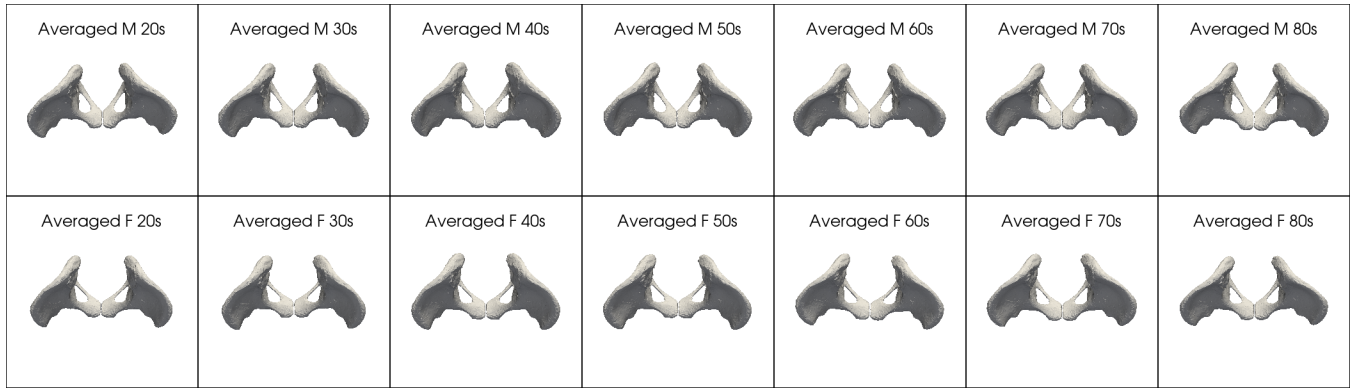 Averaged M 20s
Averaged M 30s
Averaged M 40s
Averaged M 50s
Averaged M 60s
Averaged M 70s
Averaged M 80s
Averaged F 20s
Averaged F 30s
Averaged F 40s
Averaged F 50s
Averaged F 60s
Averaged F 70s
Averaged F 80s